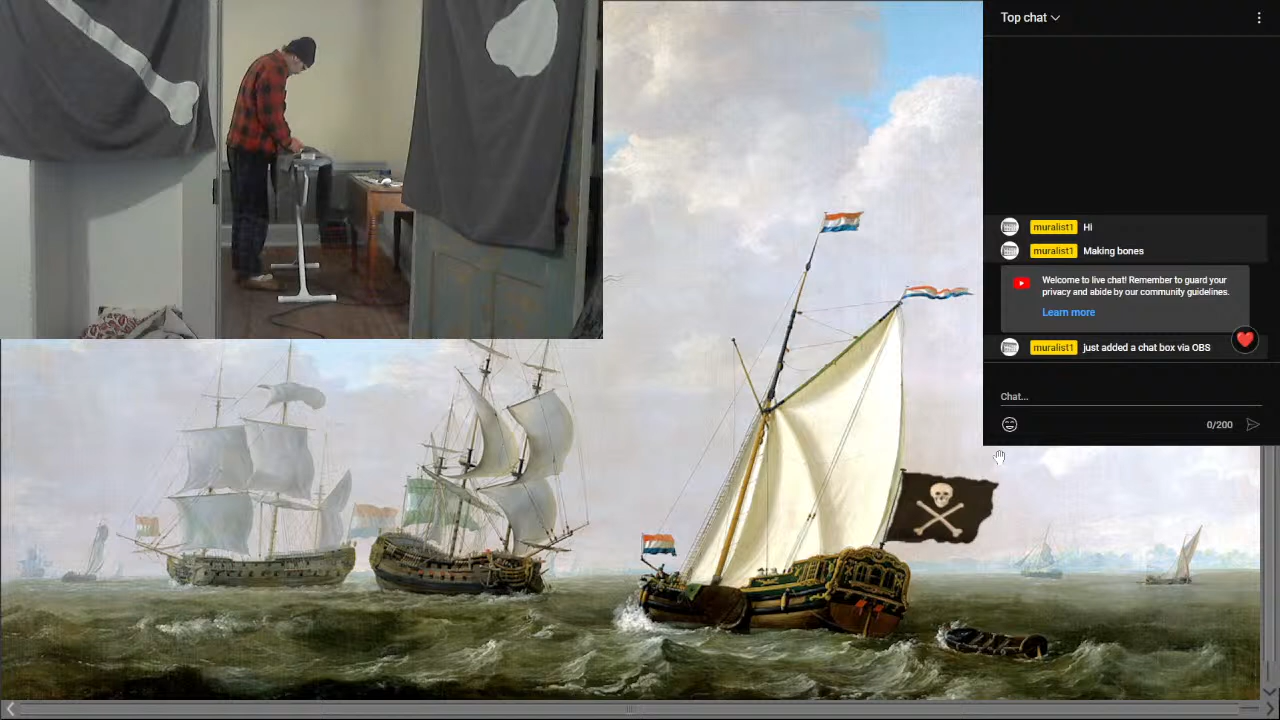 Top chat
muralist1 Hi
muralist1 Making bones
Welcome to live chat! Remember to guard your
privacy and abide by our community guidelines.
Learn more
muralist1 just added a chat box via OBS
Chat...
0/200